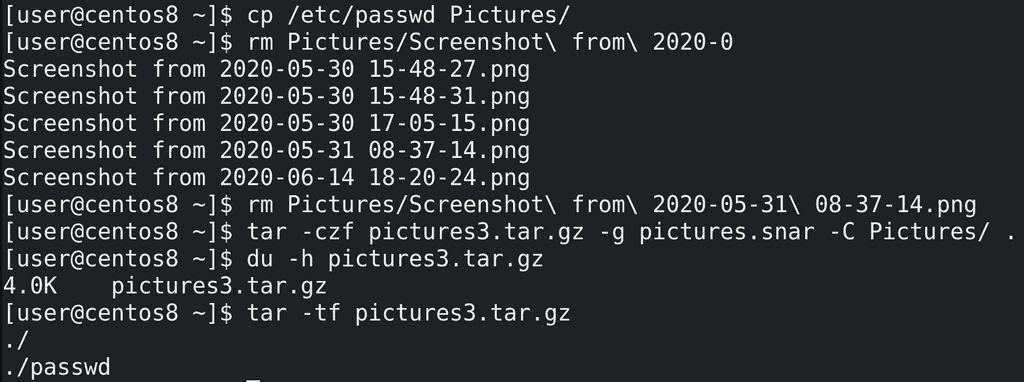 [user@centos8 ~]$ cp /etc/passwd Pictures/
[user@centos8 ~]$ rm Pictures/Screenshot\ from\ 2020-0
Screenshot from 2020-05-30 15-48-27.png
Screenshot from 2020-05-30 15-48-31.png
Screenshot from 2020-05-30 17-05-15.png
Screenshot from 2020-05-31 08-37-14.png
Screenshot from 2020-06-14 18-20-24.png
[user@centos8 ~]$ rm Pictures/Screenshot\ from\ 2020-05-31\ 08-37-14.png
[user@centos8 ~]$ tar -czf pictures3.tar.gz -g pictures.snar -C Pictures/ .
[user@centos8 ~]$ du -h pictures3.tar.gz
4.0K    pictures3.tar.gz
[user@centos8 ~]$ tar -tf pictures3.tar.gz
./
./passwd